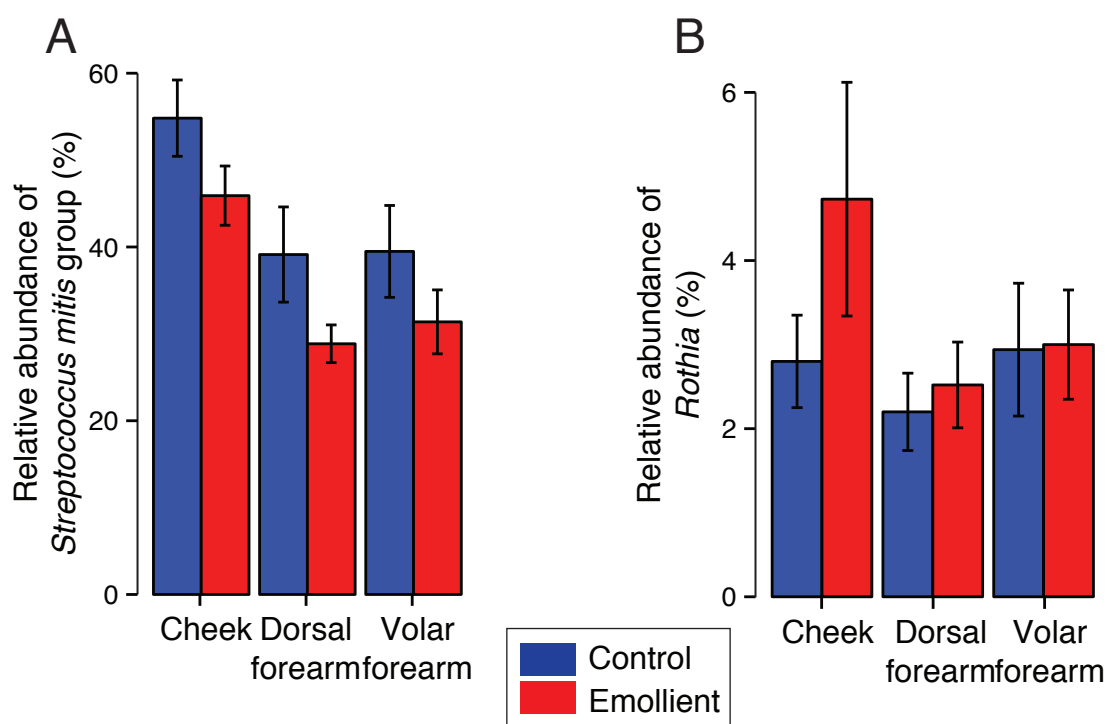 A
Relative abundance of
Streptococcus mitis group (%)
60
40
20
0
Cheek
Dorsal
forearm
Volar
forearm
B
Relative abundance of
Rothia (%)
6
4
2
0
Cheek
Dorsal
forearm
Volar
forearm
Control
Emollient